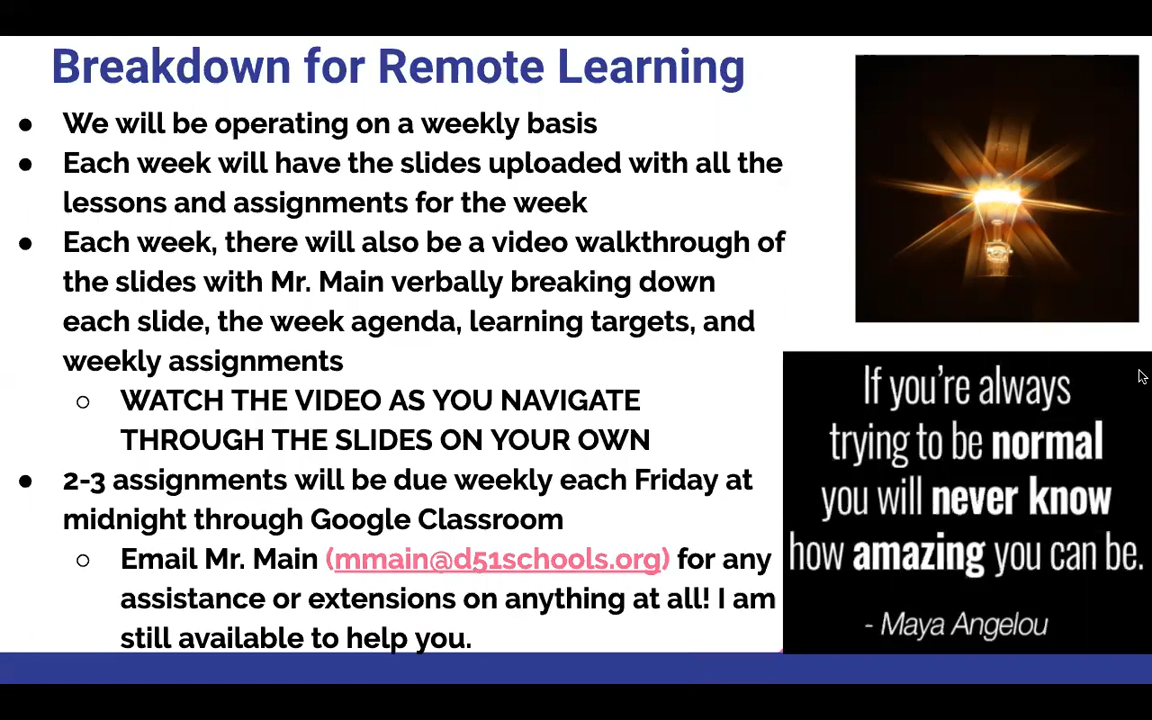 Breakdown for Remote Learning
● We will be operating on a weekly basis
● Each week will have the slides uploaded with all the
lessons and assignments for the week
● Each week, there will also be a video walkthrough of
the slides with Mr. Main verbally breaking down
each slide, the week agenda, learning targets, and
weekly assignments
○ WATCH THE VIDEO AS YOU NAVIGATE
THROUGH THE SLIDES ON YOUR OWN
● 2-3 assignments will be due weekly each Friday at
midnight through Google Classroom
○ Email Mr. Main (mmain@d51schools.org) for any
assistance or extensions on anything at all! I am
still available to help you.
If you're always
trying to be normal
you will never know
how amazing you can be.
- Maya Angelou